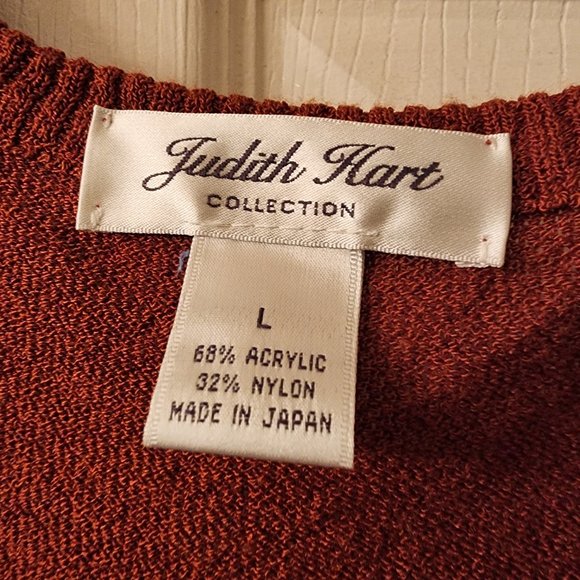 Judith Hart
COLLECTION
L
68% ACRYLIC
32% NYLON
MADE IN JAPAN